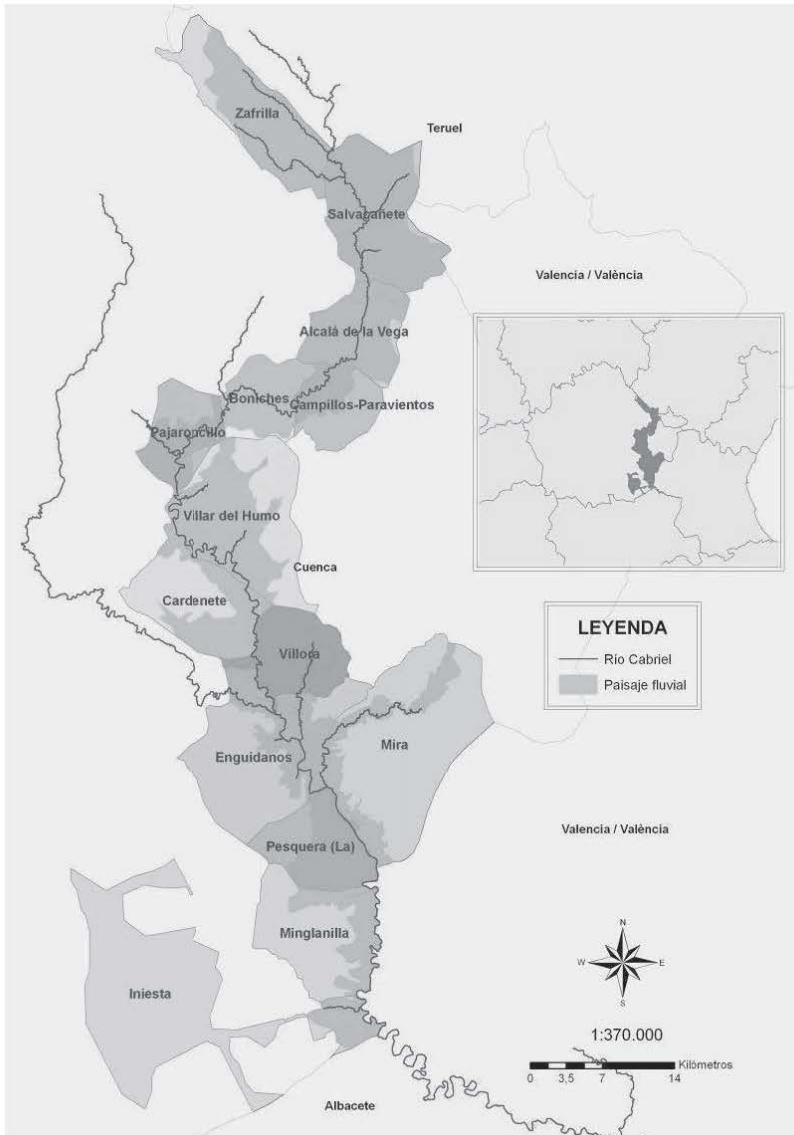 Zafrilla
Teruel
Salvacañete
Valencia / València
Alcalá de la Vega
Boniches
Campillos-Paravientos
Pajaroncillo
Villar del Humo
Cuenca
Cardenete
LEYENDA
Villora
Río Cabriel
Paisaje fluvial
Mira
Enguidanos
Valencia / València
Pesquera (La)
Minglanilla
N
W E
S
Iniesta
1:370.000
Kilómetros
0 3,5 7 14
Albacete